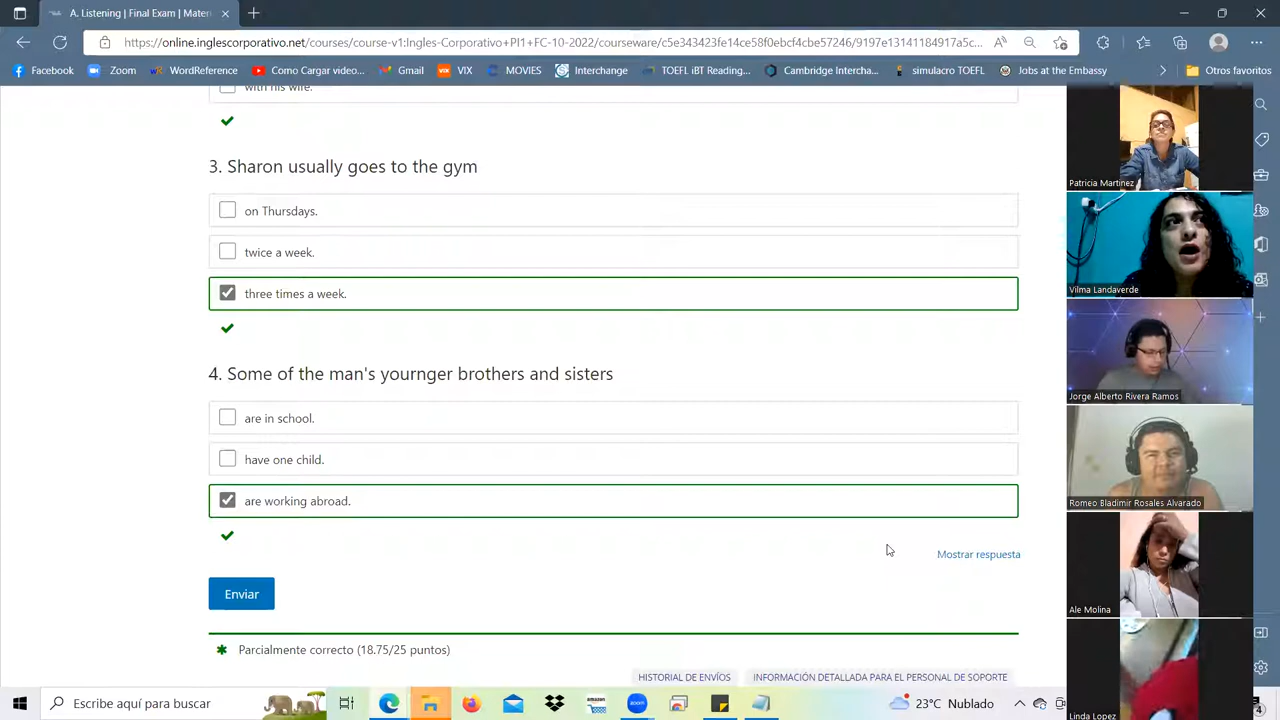 A. Listening | Final Exam | Materi
https://online.inglescorporativo.net/courses/course-v1:Ingles-Corporativo+PI1+FC-10-2022/courseware/c5e343423fe14ce58f0ebcf4cbe57246/9197e13141184917a5c...
Facebook Zoom WordReference Como Cargar video... Gmail VIX MOVIES Interchange TOEFL iBT Reading... Cambridge Intercha... simulacro TOEFL Jobs at the Embassy Otros favoritos
with his wife.
3. Sharon usually goes to the gym
on Thursdays.
twice a week.
three times a week.
4. Some of the man's yournger brothers and sisters
are in school.
have one child.
are working abroad.
Mostrar respuesta
Enviar
Parcialmente correcto (18.75/25 puntos)
HISTORIAL DE ENVÍOS INFORMACIÓN DETALLADA PARA EL PERSONAL DE SOPORTE
Patricia Martinez
Vilma Landaverde
Jorge Alberto Rivera Ramos
Romeo Bladimir Rosales Alvarado
Ale Molina
Linda Lopez
Escribe aquí para buscar
amazon
zoom
23°C Nublado
4